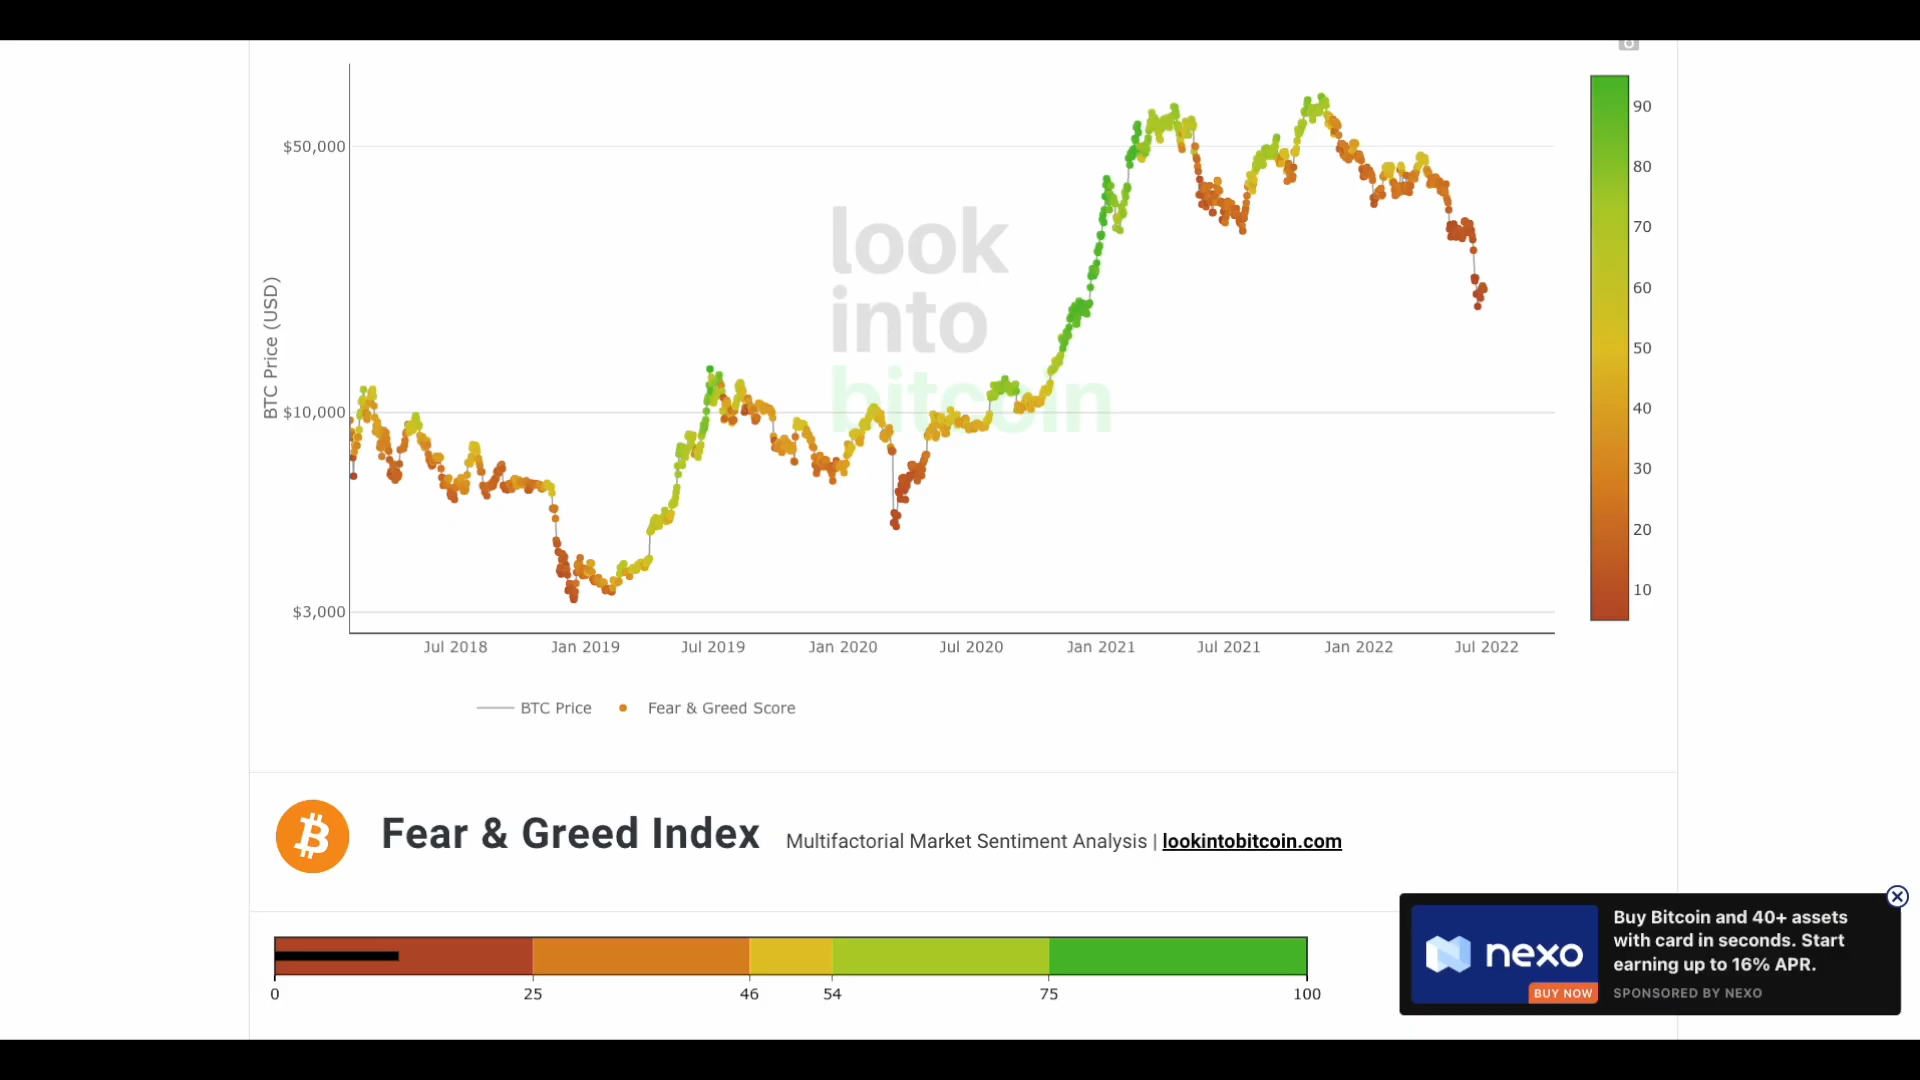 $50,000
$10,000
$3,000
BTC Price (USD)
look
into
bitcoin
90
80
70
60
50
40
30
20
10
Jul 2018 Jan 2019 Jul 2019 Jan 2020 Jul 2020 Jan 2021 Jul 2021 Jan 2022 Jul 2022
BTC Price Fear & Greed Score
Fear & Greed Index Multifactorial Market Sentiment Analysis | lookintobitcoin.com
0 25 46 54 75 100
nexo
BUY NOW
Buy Bitcoin and 40+ assets
with card in seconds. Start
earning up to 16% APR.
SPONSORED BY NEXO